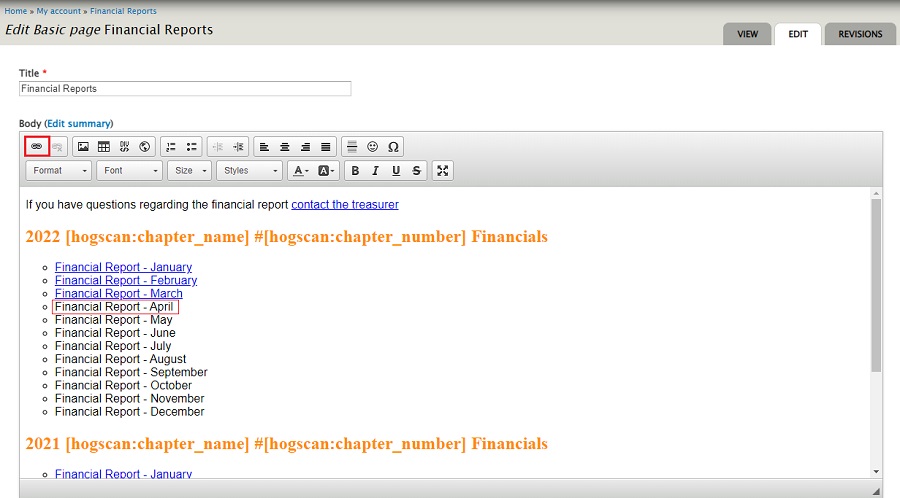 Home » My account » Financial Reports
Edit Basic page Financial Reports
VIEW EDIT REVISIONS
Title *
Financial Reports
Body (Edit summary)
Format Font Size Styles A A B I U S
If you have questions regarding the financial report contact the treasurer
2022 [hogscan:chapter_name] #[hogscan:chapter_number] Financials
Financial Report - January
Financial Report - February
Financial Report - March
Financial Report - April
Financial Report - May
Financial Report - June
Financial Report - July
Financial Report - August
Financial Report - September
Financial Report - October
Financial Report - November
Financial Report - December
2021 [hogscan:chapter_name] #[hogscan:chapter_number] Financials
Financial Report - January